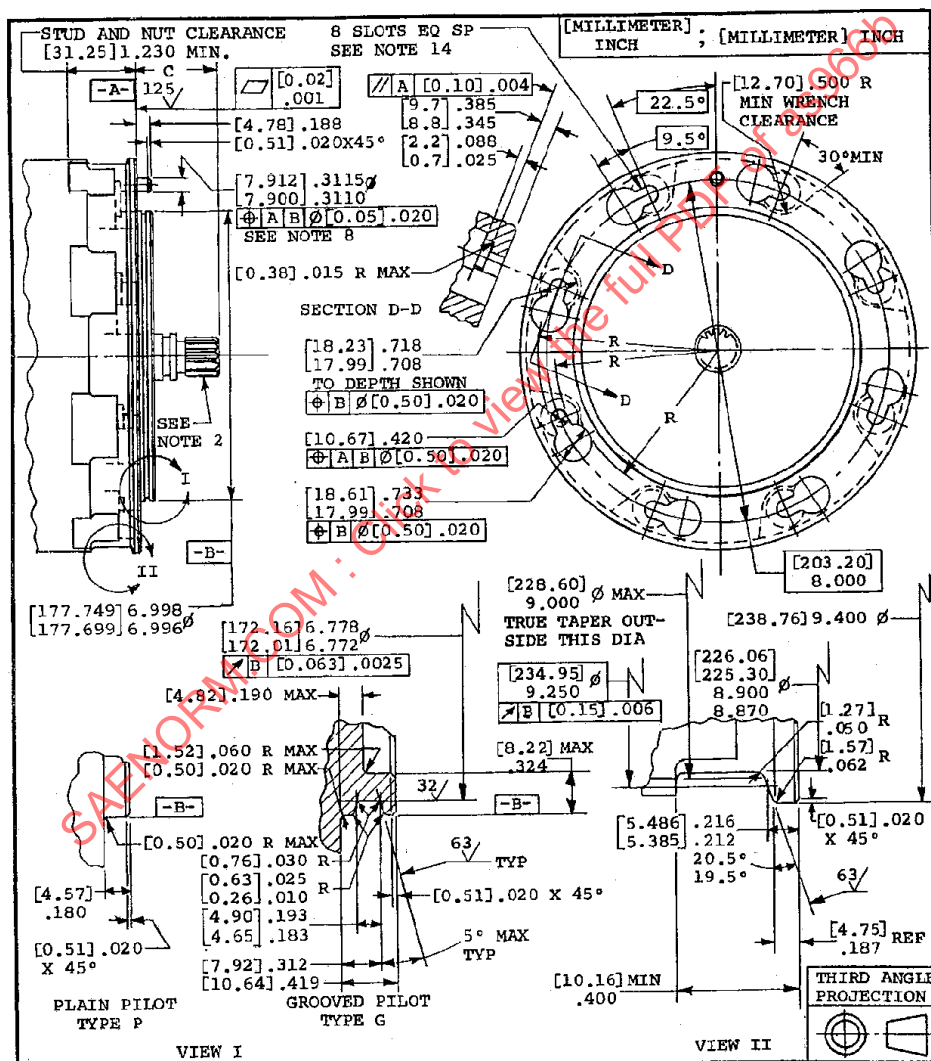 STUD AND NUT CLEARANCE
[31.25]1.230 MIN.
8 SLOTS EQ SP
SEE NOTE 14
[MILLIMETER]
INCH
; [MILLIMETER] INCH
C
-A-
125
[0.02]
.001
// A [0.10].004
[9.7].385
[8.8].345
[2.2].088
[0.7].025
22.5°
9.5°
[12.70].500 R
MIN WRENCH
CLEARANCE
30°MIN
[4.78].188
[0.51].020X45°
[7.912].3115ø
[7.900].3110
⌖ A B Ø[0.05].020
SEE NOTE 8
[0.38].015 R MAX
SECTION D-D
D
D
R
R
R
[18.23].718
[17.99].708
TO DEPTH SHOWN
⌖ B Ø[0.50].020
[10.67].420
⌖ A B Ø[0.50].020
[18.61].733
[17.99].708
⌖ B Ø[0.50].020
SEE
NOTE 2
I
II
-B-
[203.20]
8.000
[177.749]6.998
[177.699]6.996 ø
[172.16]6.778
[172.01]6.772 ø
↗ B [0.063].0025
[4.82].190 MAX
[1.52].060 R MAX
[0.50].020 R MAX
-B-
[0.50].020 R MAX
[0.76].030 R
[0.63].025
[0.26].010 R
[4.90].193
[4.65].183
[7.92].312
[10.64].419
[4.57]
.180
[0.51].020
X 45°
PLAIN PILOT
TYPE P
GROOVED PILOT
TYPE G
VIEW I
32
63
TYP
[0.51].020 X 45°
5° MAX
TYP
-B-
[228.60]
9.000 ø MAX
TRUE TAPER OUT-
SIDE THIS DIA
[234.95]
9.250 ø
↗ B [0.15].006
[8.22] MAX
.324
[238.76]9.400 ø
[226.06]
[225.30]
8.900
8.870 ø
[1.27] R
.050
[1.57] R
.062
[5.486].216
[5.385].212
20.5°
19.5°
[0.51].020
X 45°
63
[4.75]
.187 REF
[10.16] MIN
.400
VIEW II
THIRD ANGLE
PROJECTION
SAENORM.COM : Click to view the full PDF of as966b